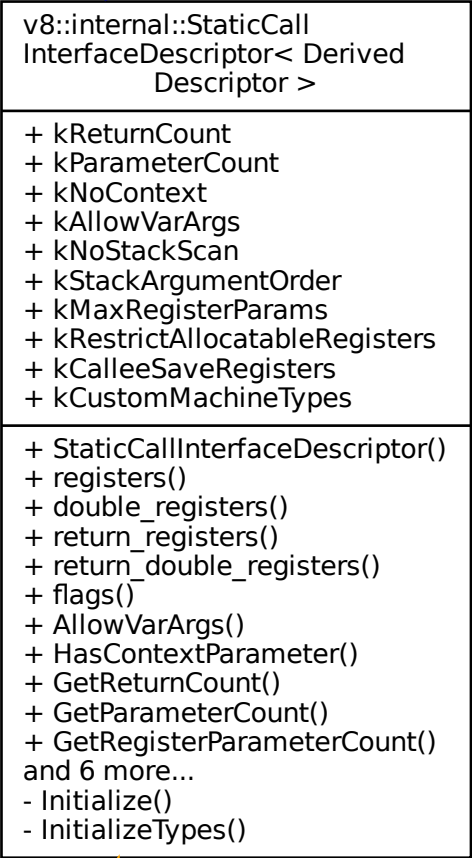 v8::internal::StaticCall
InterfaceDescriptor< Derived
Descriptor >
+ kReturnCount
+ kParameterCount
+ kNoContext
+ kAllowVarArgs
+ kNoStackScan
+ kStackArgumentOrder
+ kMaxRegisterParams
+ kRestrictAllocatableRegisters
+ kCalleeSaveRegisters
+ kCustomMachineTypes
+ StaticCallInterfaceDescriptor()
+ registers()
+ double_registers()
+ return_registers()
+ return_double_registers()
+ flags()
+ AllowVarArgs()
+ HasContextParameter()
+ GetReturnCount()
+ GetParameterCount()
+ GetRegisterParameterCount()
and 6 more...
- Initialize()
- InitializeTypes()